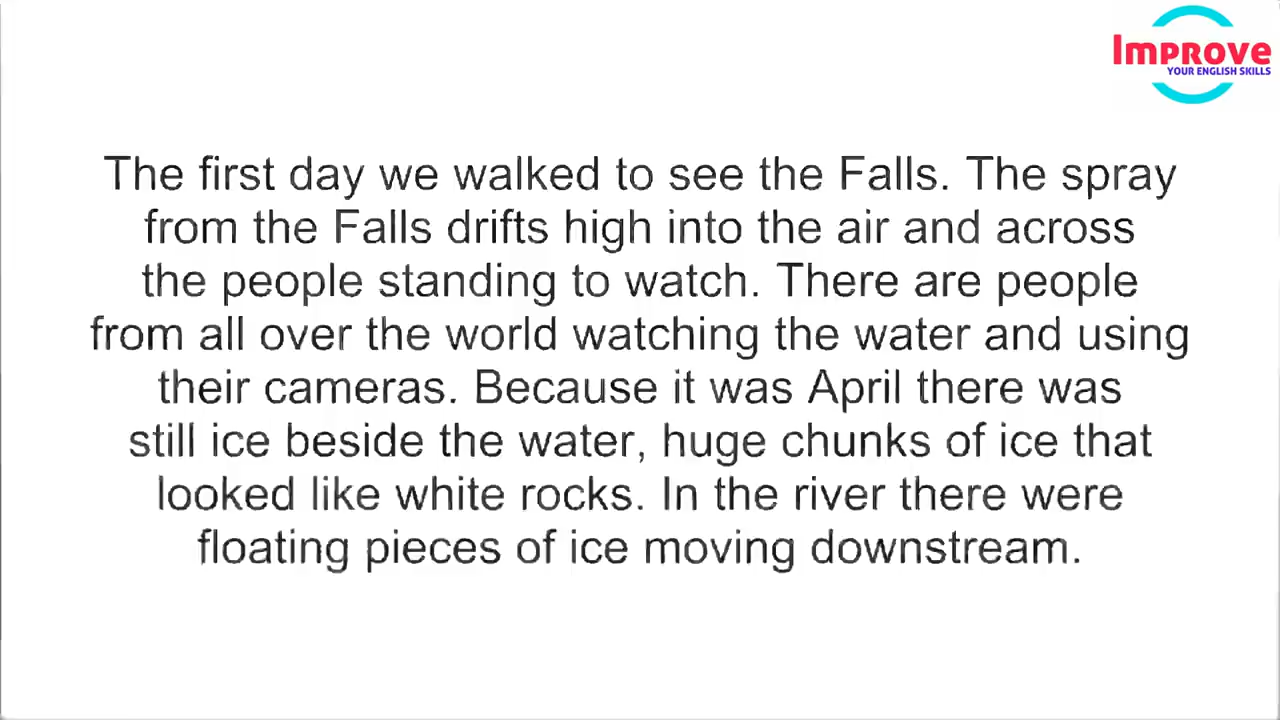 Improve
YOUR ENGLISH SKILLS
The first day we walked to see the Falls. The spray
from the Falls drifts high into the air and across
the people standing to watch. There are people
from all over the world watching the water and using
their cameras. Because it was April there was
still ice beside the water, huge chunks of ice that
looked like white rocks. In the river there were
floating pieces of ice moving downstream.